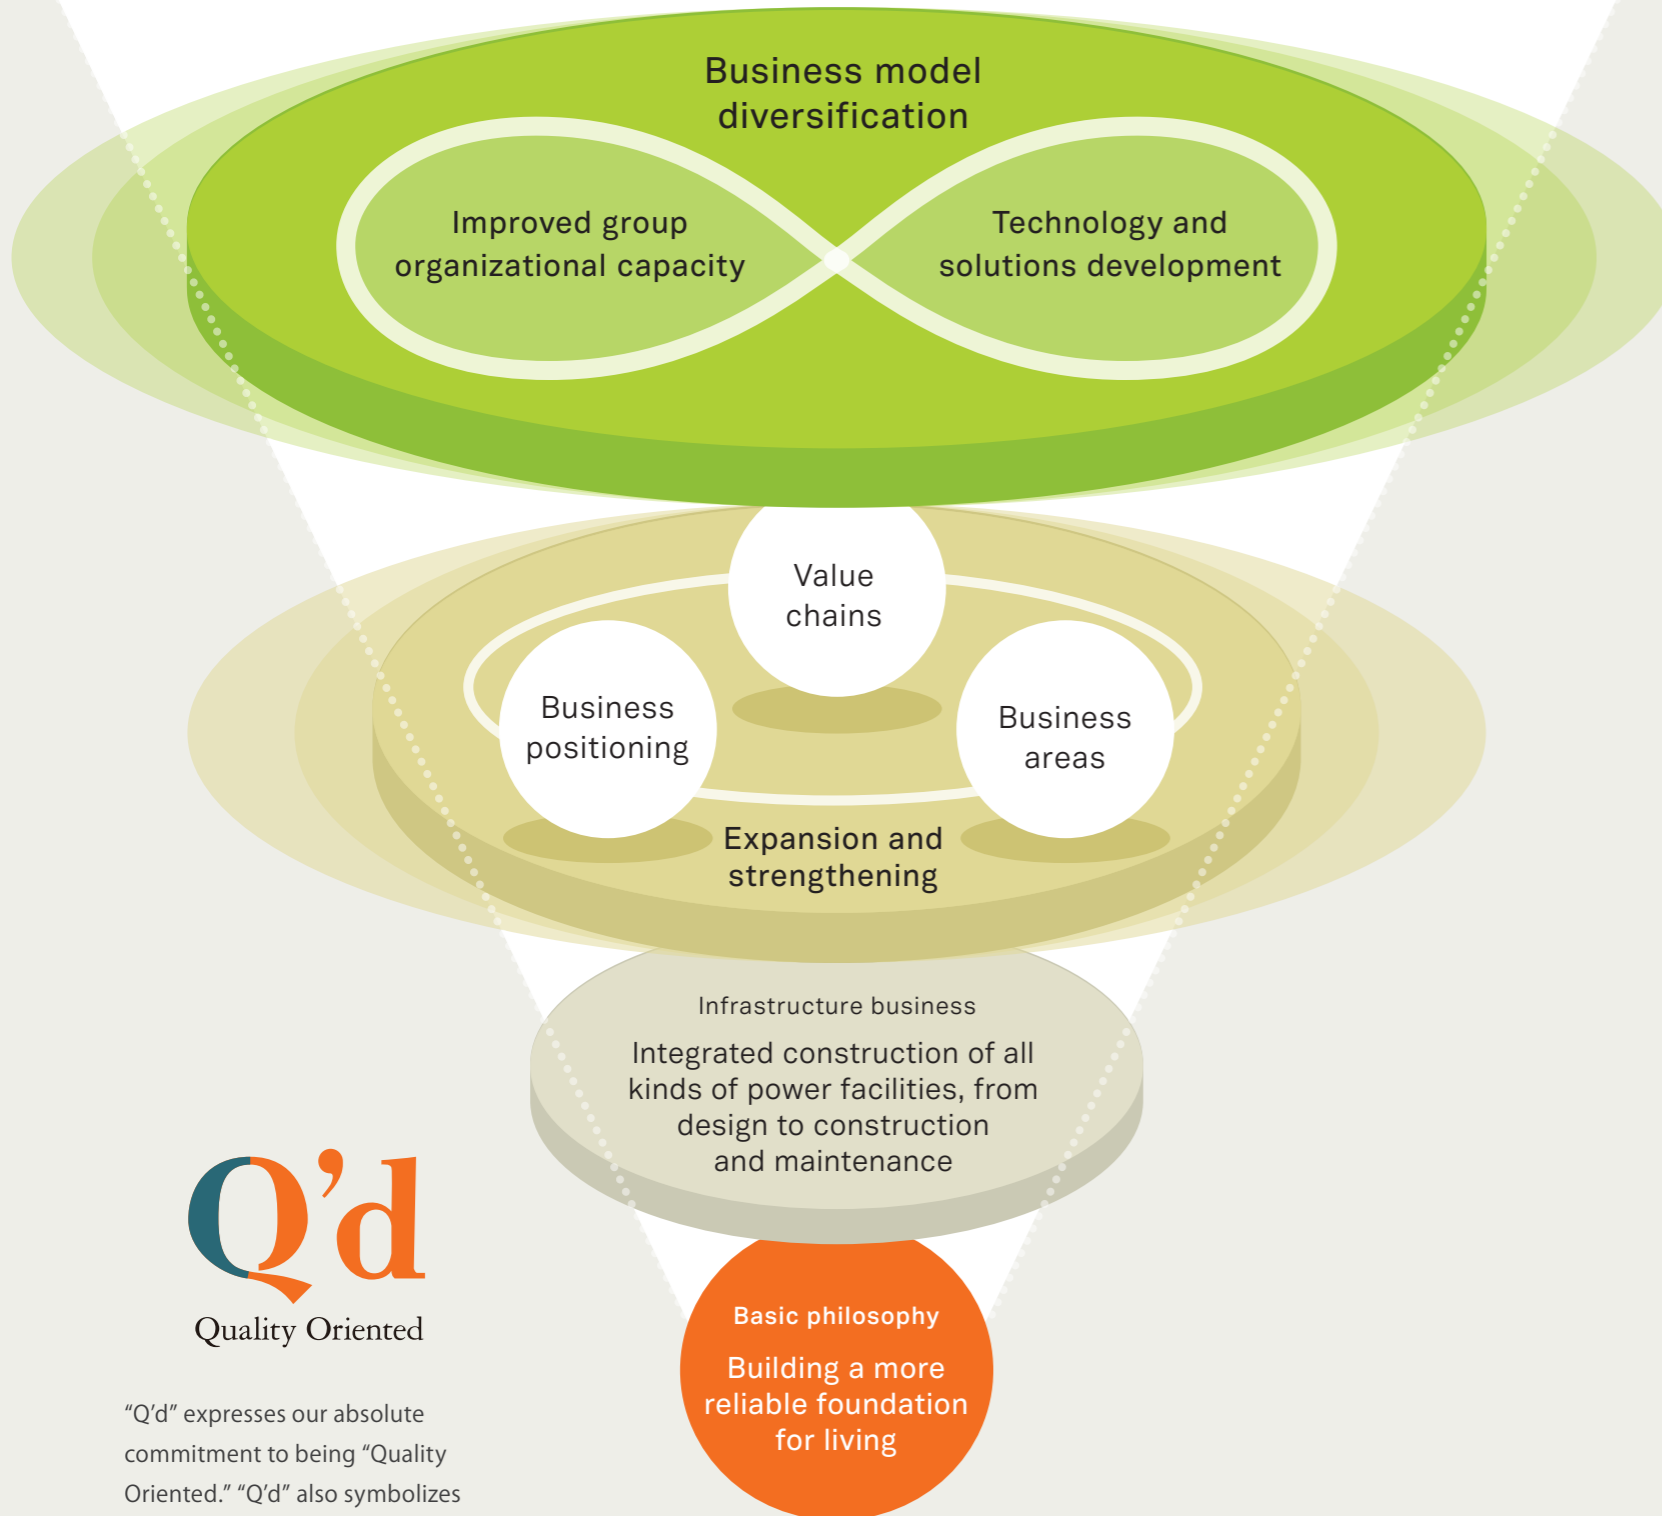 Business model
diversification
Improved group
organizational capacity
Technology and
solutions development
Value
chains
Business
positioning
Business
areas
Expansion and
strengthening
Infrastructure business
Integrated construction of all
kinds of power facilities, from
design to construction
and maintenance
Basic philosophy
Building a more
reliable foundation
for living
Q’d
Quality Oriented
“Q’d” expresses our absolute
commitment to being “Quality
Oriented.” “Q’d” also symbolizes